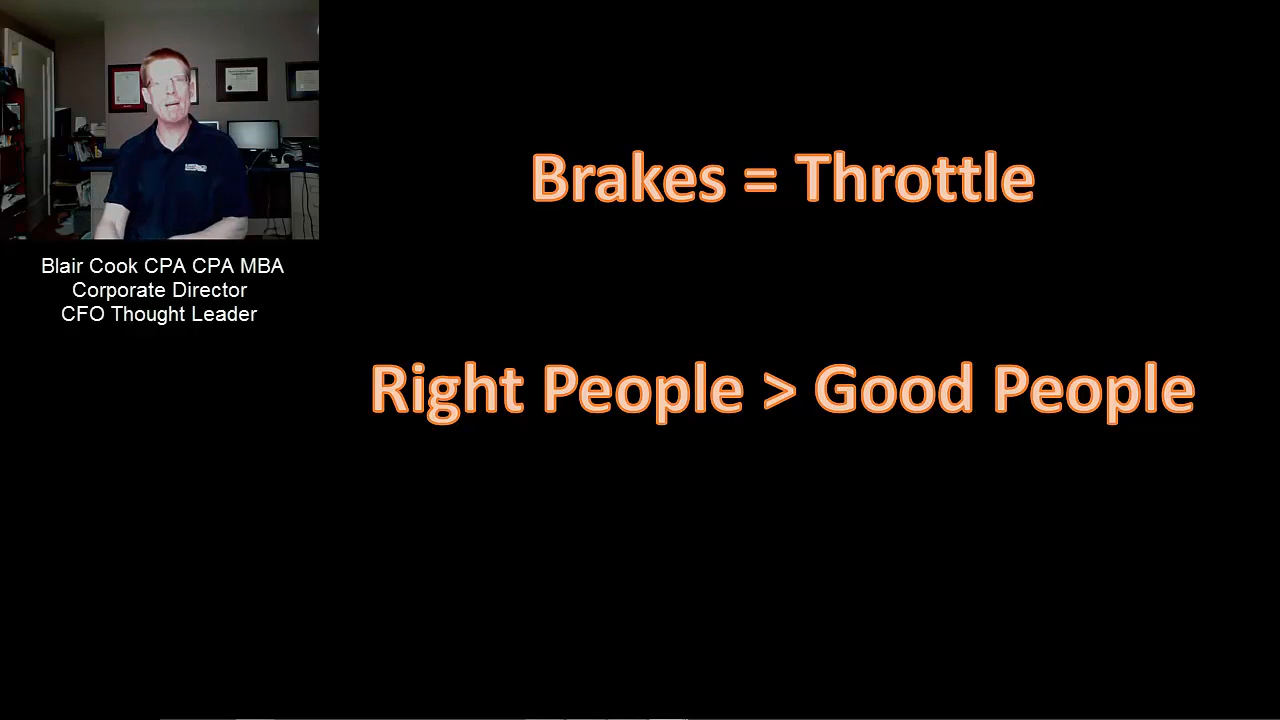 Brakes = Throttle
Blair Cook CPA CPA MBA
Corporate Director
CFO Thought Leader
Right People > Good People